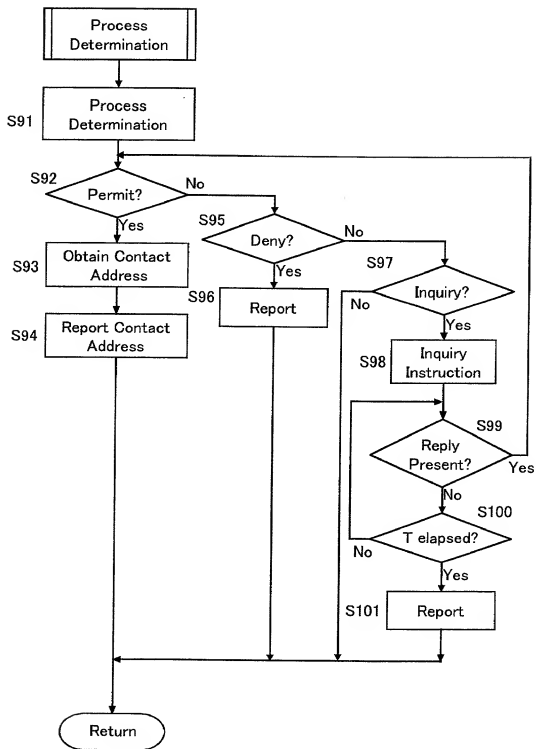 Process
Determination
Process
Determination
S91
S92
Permit?
No
Yes
S95
Deny?
No
Yes
S93
Obtain Contact
Address
S96
Report
S97
Inquiry?
No
Yes
S94
Report Contact
Address
S98
Inquiry
Instruction
S99
Reply
Present?
Yes
No
S100
T elapsed?
No
Yes
S101
Report
Return